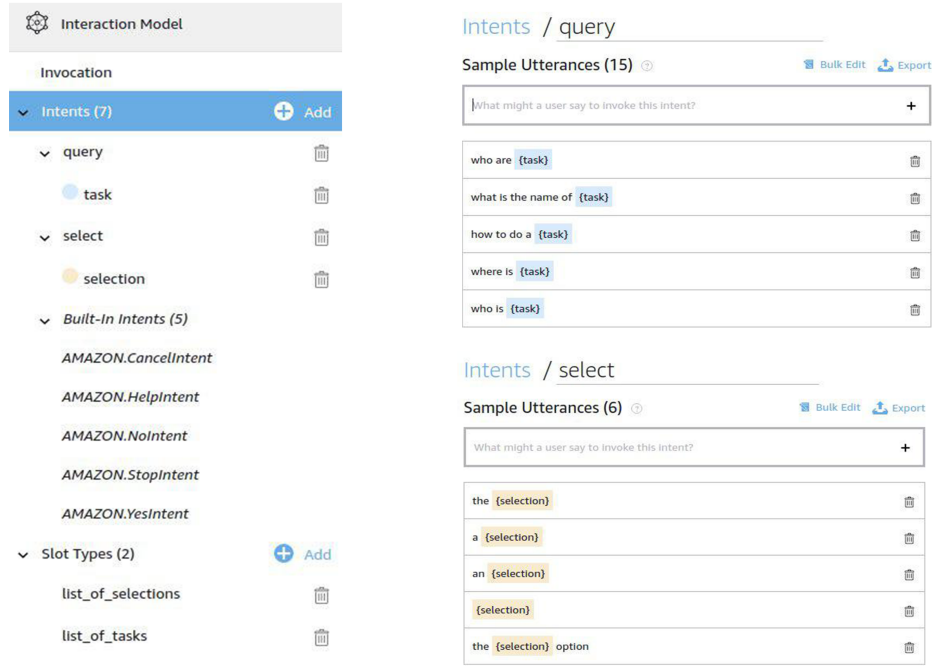 Interaction Model
Invocation
Intents (7)
Add
query
task
select
selection
Built-In Intents (5)
AMAZON.CancelIntent
AMAZON.HelpIntent
AMAZON.NoIntent
AMAZON.StopIntent
AMAZON.YesIntent
Slot Types (2)
Add
list_of_selections
list_of_tasks
Intents / query
Sample Utterances (15) ?
Bulk Edit Export
What might a user say to invoke this intent? +
who are {task}
what is the name of {task}
how to do a {task}
where is {task}
who is {task}
Intents / select
Sample Utterances (6) ?
Bulk Edit Export
What might a user say to invoke this intent? +
the {selection}
a {selection}
an {selection}
{selection}
the {selection} option